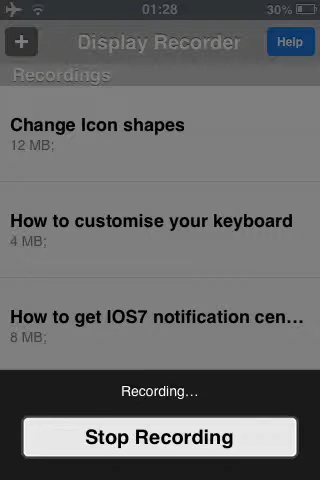 01:28
30%
+
Display Recorder
Help
Recordings
Change Icon shapes
12 MB;
How to customise your keyboard
4 MB;
How to get IOS7 notification cen…
8 MB;
Recording…
Stop Recording